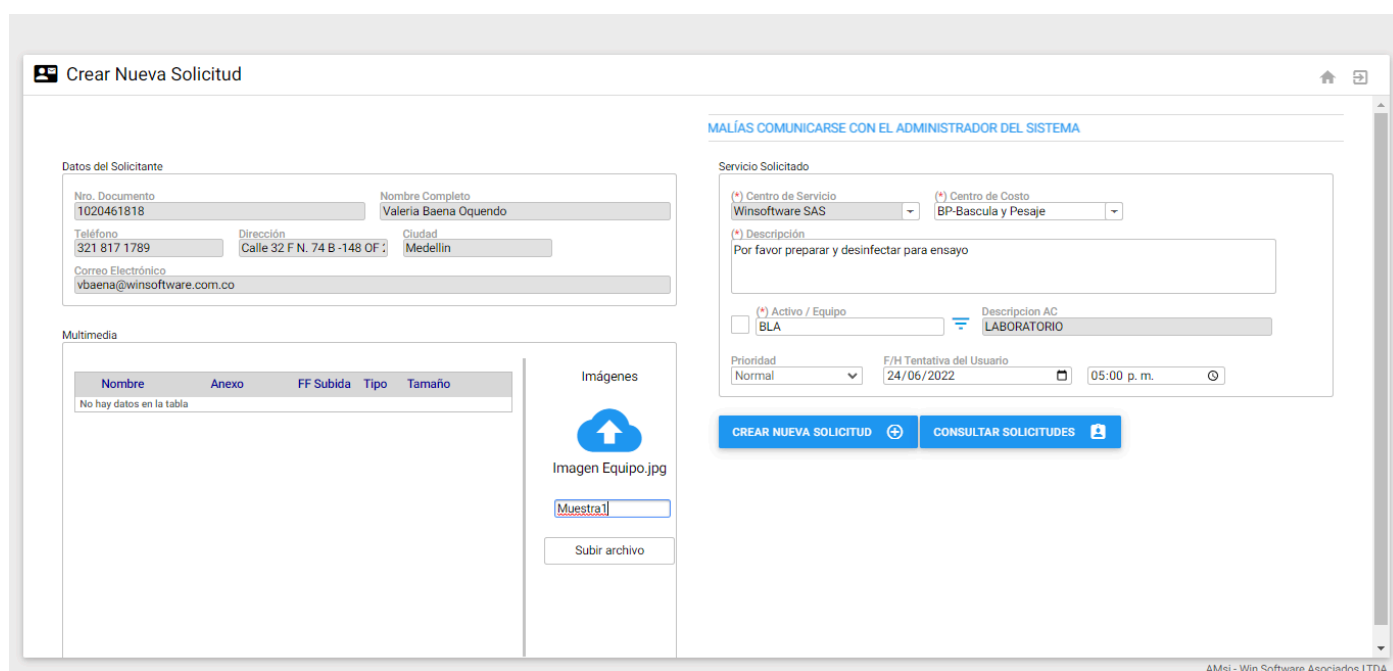 Crear Nueva Solicitud
MALÍAS COMUNICARSE CON EL ADMINISTRADOR DEL SISTEMA
Datos del Solicitante
Nro. Documento Nombre Completo
1020461818 Valeria Baena Oquendo
Teléfono Dirección Ciudad
321 817 1789 Calle 32 F N. 74 B -148 OF Medellin
Correo Electrónico
vbaena@winsoftware.com.co
Multimedia
Nombre Anexo FF Subida Tipo Tamaño
No hay datos en la tabla
Imágenes
Imagen Equipo.jpg
Muestra1
Subir archivo
Servicio Solicitado
(*) Centro de Servicio (*) Centro de Costo
Winsoftware SAS BP-Bascula y Pesaje
(*) Descripción
Por favor preparar y desinfectar para ensayo
(*) Activo / Equipo Descripcion AC
BLA LABORATORIO
Prioridad F/H Tentativa del Usuario
Normal 24/06/2022 05:00 p. m.
CREAR NUEVA SOLICITUD CONSULTAR SOLICITUDES
AMsi - Win Software Asociados LTDA